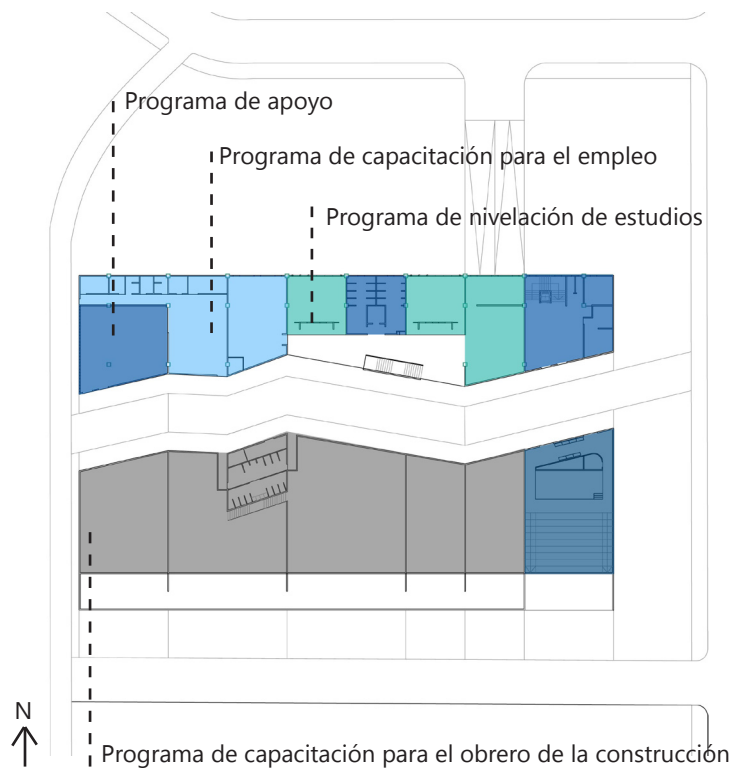 Programa de apoyo
Programa de capacitación para el empleo
Programa de nivelación de estudios
N
Programa de capacitación para el obrero de la construcción